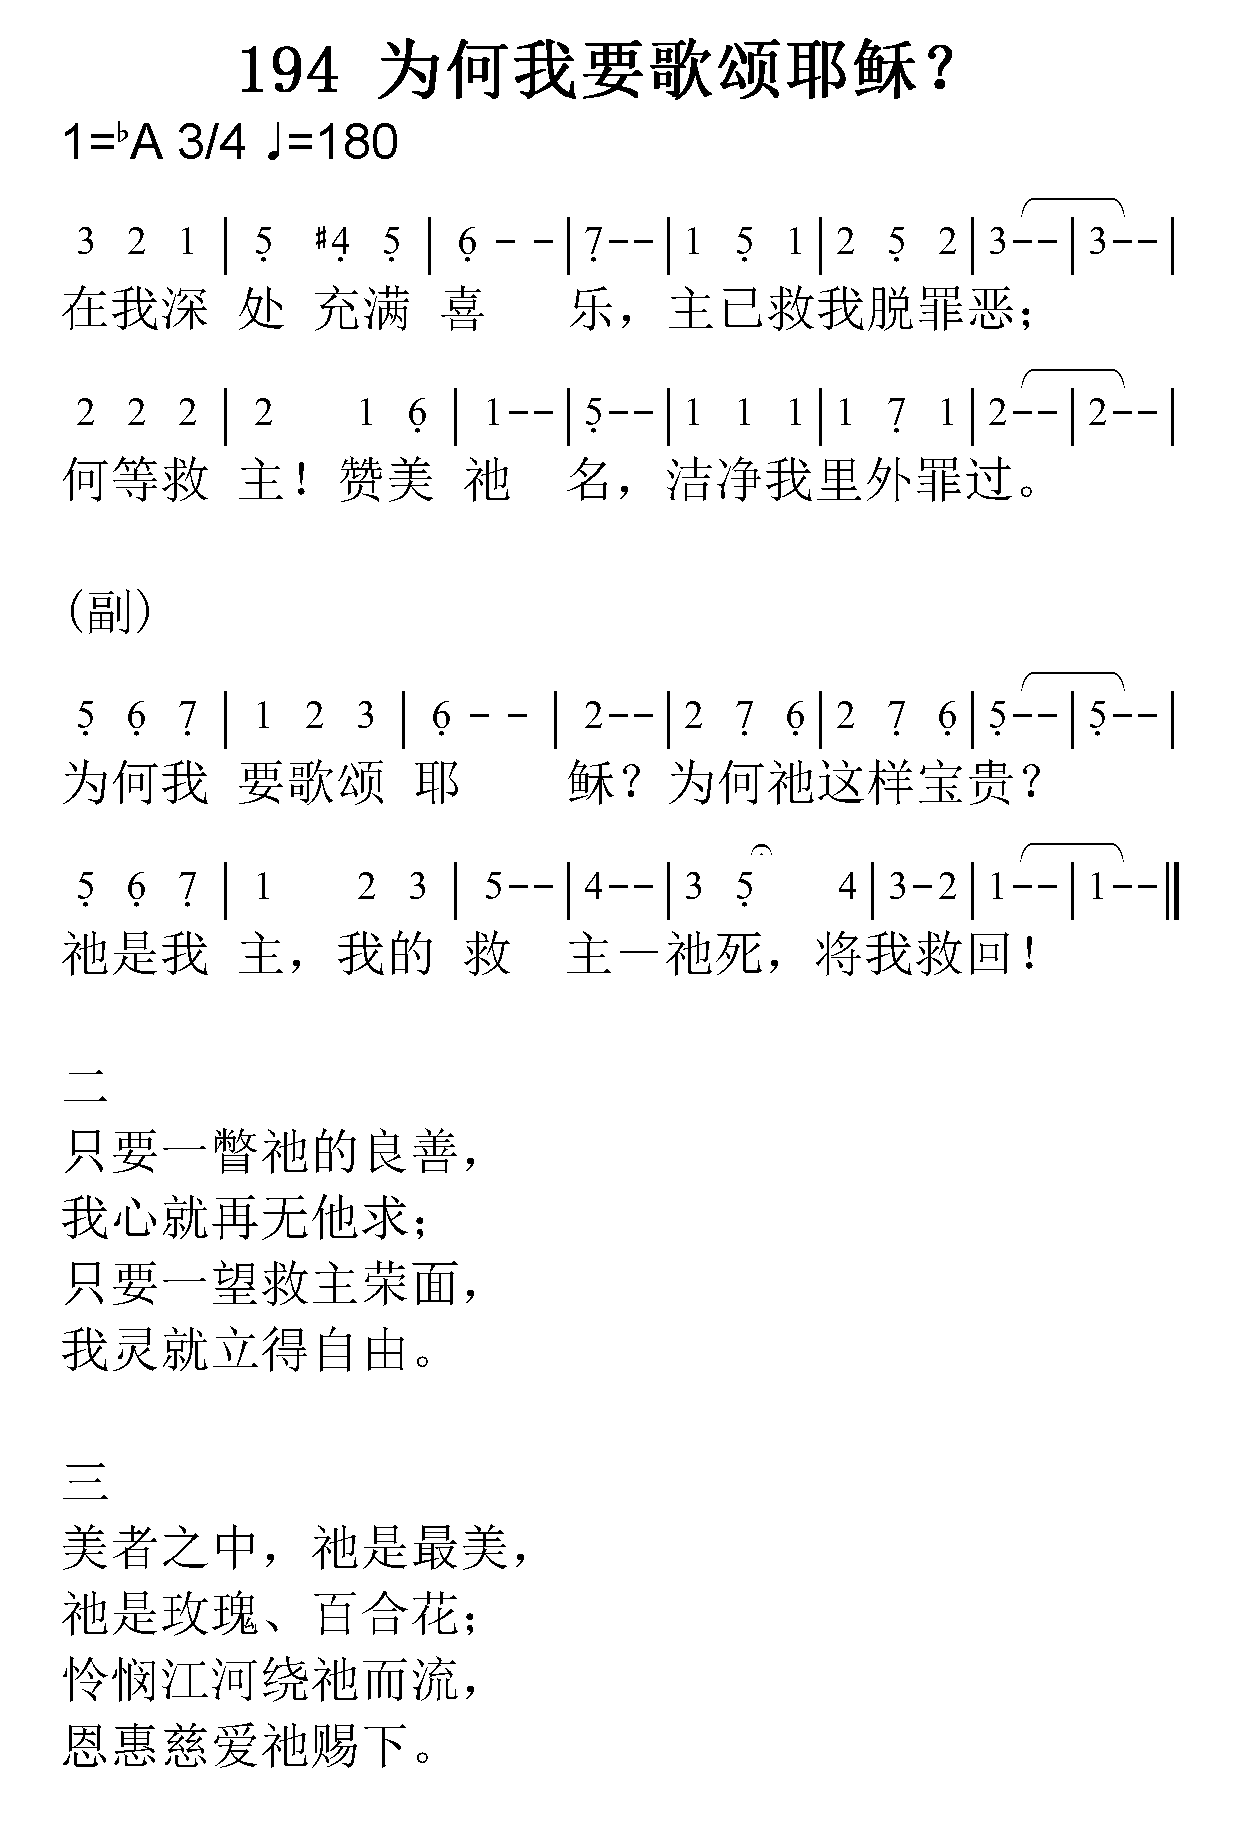 194 为何我要歌颂耶稣？
1=♭A 3/4 ♩=180
3 2 1 | 5̣ #4̣ 5̣ | 6̣ - - | 7̣-- | 1 5̣ 1 | 2 5̣ 2 | 3-- | 3-- |
在我深 处 充满 喜 乐，主已救我脱罪恶；
2 2 2 | 2 1 6̣ | 1-- | 5̣-- | 1 1 1 | 1 7̣ 1 | 2-- | 2-- |
何等救 主！赞美 祂 名，洁净我里外罪过。
(副)
5̣ 6̣ 7̣ | 1 2 3 | 6̣ - - | 2-- | 2 7̣ 6̣ | 2 7̣ 6̣ | 5̣-- | 5̣-- |
为何我 要歌颂 耶 稣？为何祂这样宝贵？
5̣ 6̣ 7̣ | 1 2 3 | 5-- | 4-- | 3 5̣ 4 | 3-2 | 1-- | 1-- ||
祂是我 主，我的 救 主－祂死，将我救回！
二
只要一瞥祂的良善，
我心就再无他求；
只要一望救主荣面，
我灵就立得自由。
三
美者之中，祂是最美，
祂是玫瑰、百合花；
怜悯江河绕祂而流，
恩惠慈爱祂赐下。